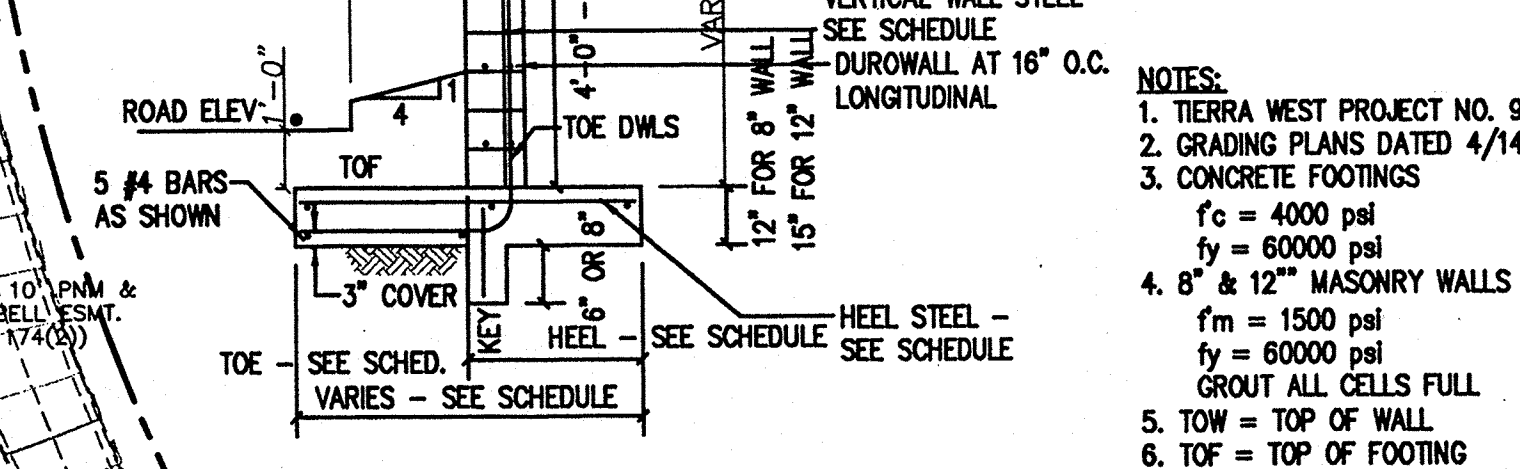 VERTICAL WALL STEEL
SEE SCHEDULE
DUROWALL AT 16" O.C.
LONGITUDINAL
ROAD ELEV
1'-0"
4
1
4'-0"
VAR
TOE DWLS
TOF
5 #4 BARS
AS SHOWN
12" FOR 8" WALL
15" FOR 12" WALL
3" COVER
KEY
6" OR 8"
HEEL - SEE SCHEDULE
HEEL STEEL -
SEE SCHEDULE
TOE - SEE SCHED.
VARIES - SEE SCHEDULE
10' PNM &
BELL ESMT.
174(2))
NOTES:
1. TIERRA WEST PROJECT NO. 9
2. GRADING PLANS DATED 4/14
3. CONCRETE FOOTINGS
f'c = 4000 psi
fy = 60000 psi
4. 8" & 12"" MASONRY WALLS
f'm = 1500 psi
fy = 60000 psi
GROUT ALL CELLS FULL
5. TOW = TOP OF WALL
6. TOF = TOP OF FOOTING